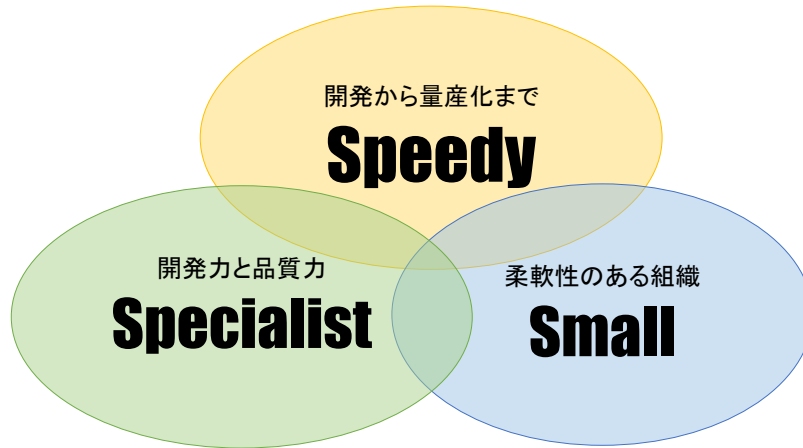 開発から量産化まで
Speedy
開発力と品質力
Specialist
柔軟性のある組織
Small